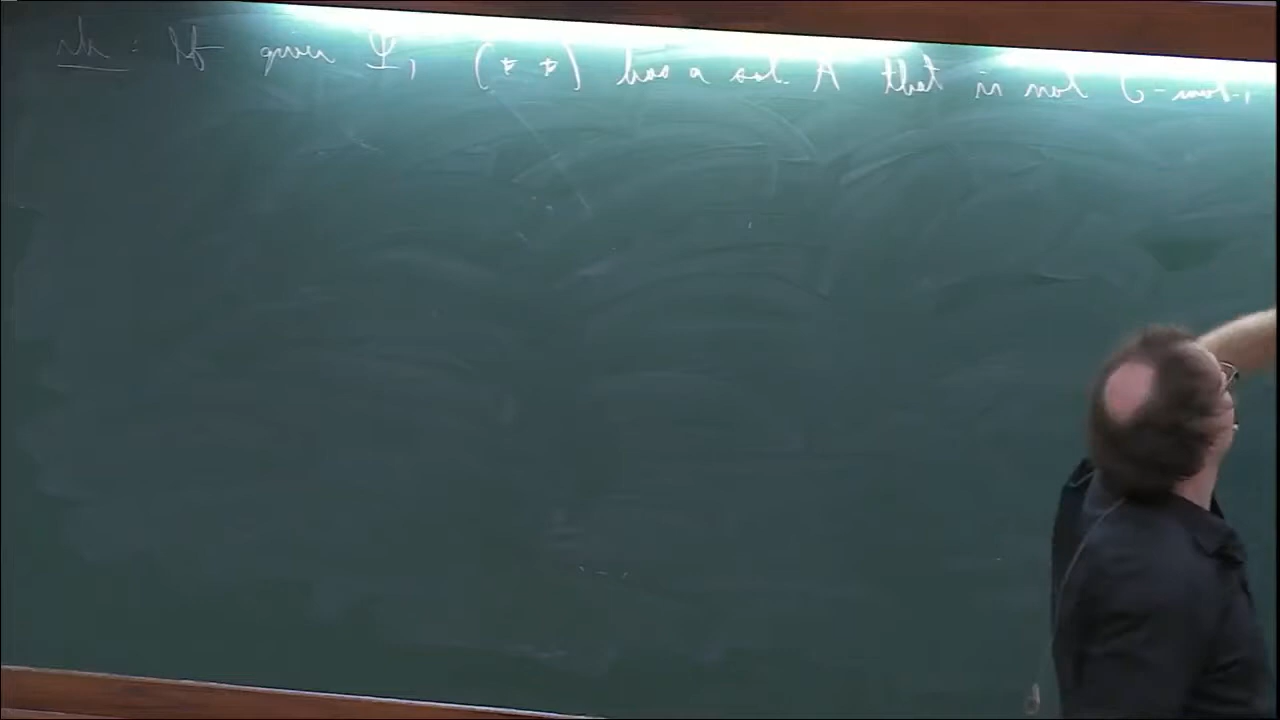 rk : If given Ψ, (* *) has a sol. A that is not